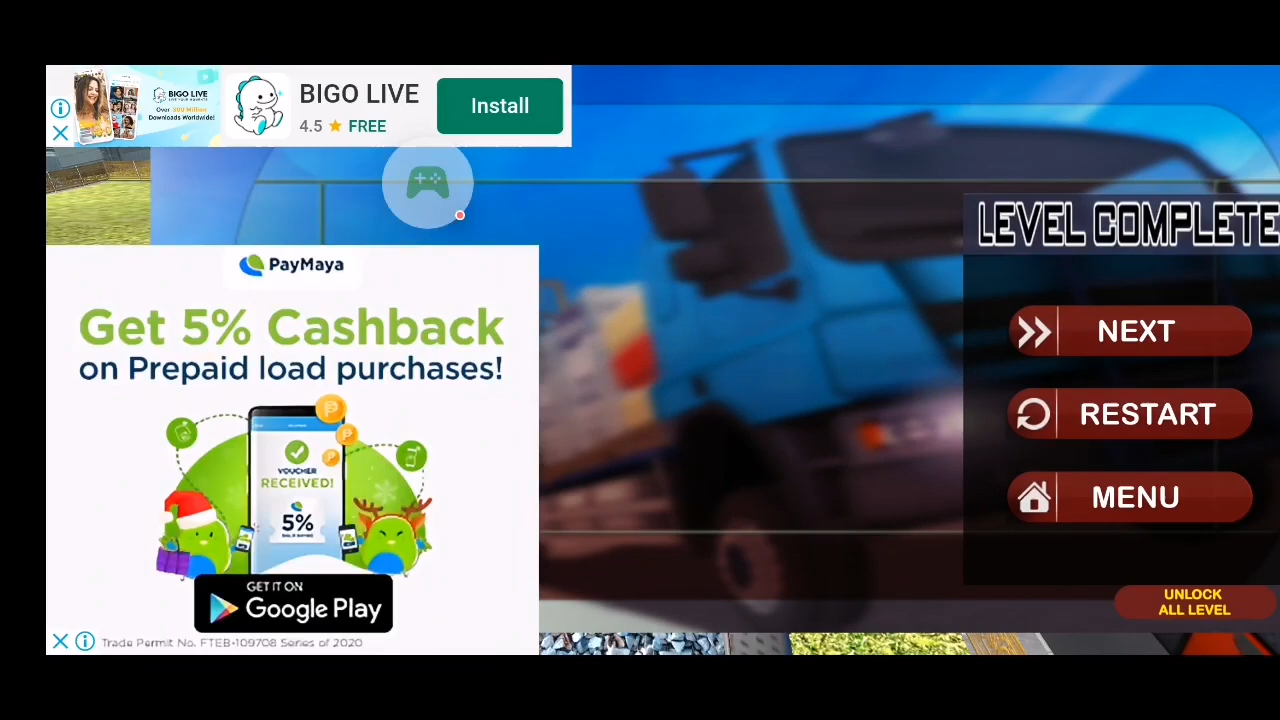 BIGO LIVE
Over 300 Million
Downloads Worldwide!
BIGO LIVE
4.5 ★ FREE
Install
PayMaya
Get 5% Cashback
on Prepaid load purchases!
VOUCHER
RECEIVED!
5%
GET IT ON
Google Play
Trade Permit No. FTEB-109708 Series of 2020
LEVEL COMPLETE
NEXT
RESTART
MENU
UNLOCK
ALL LEVEL